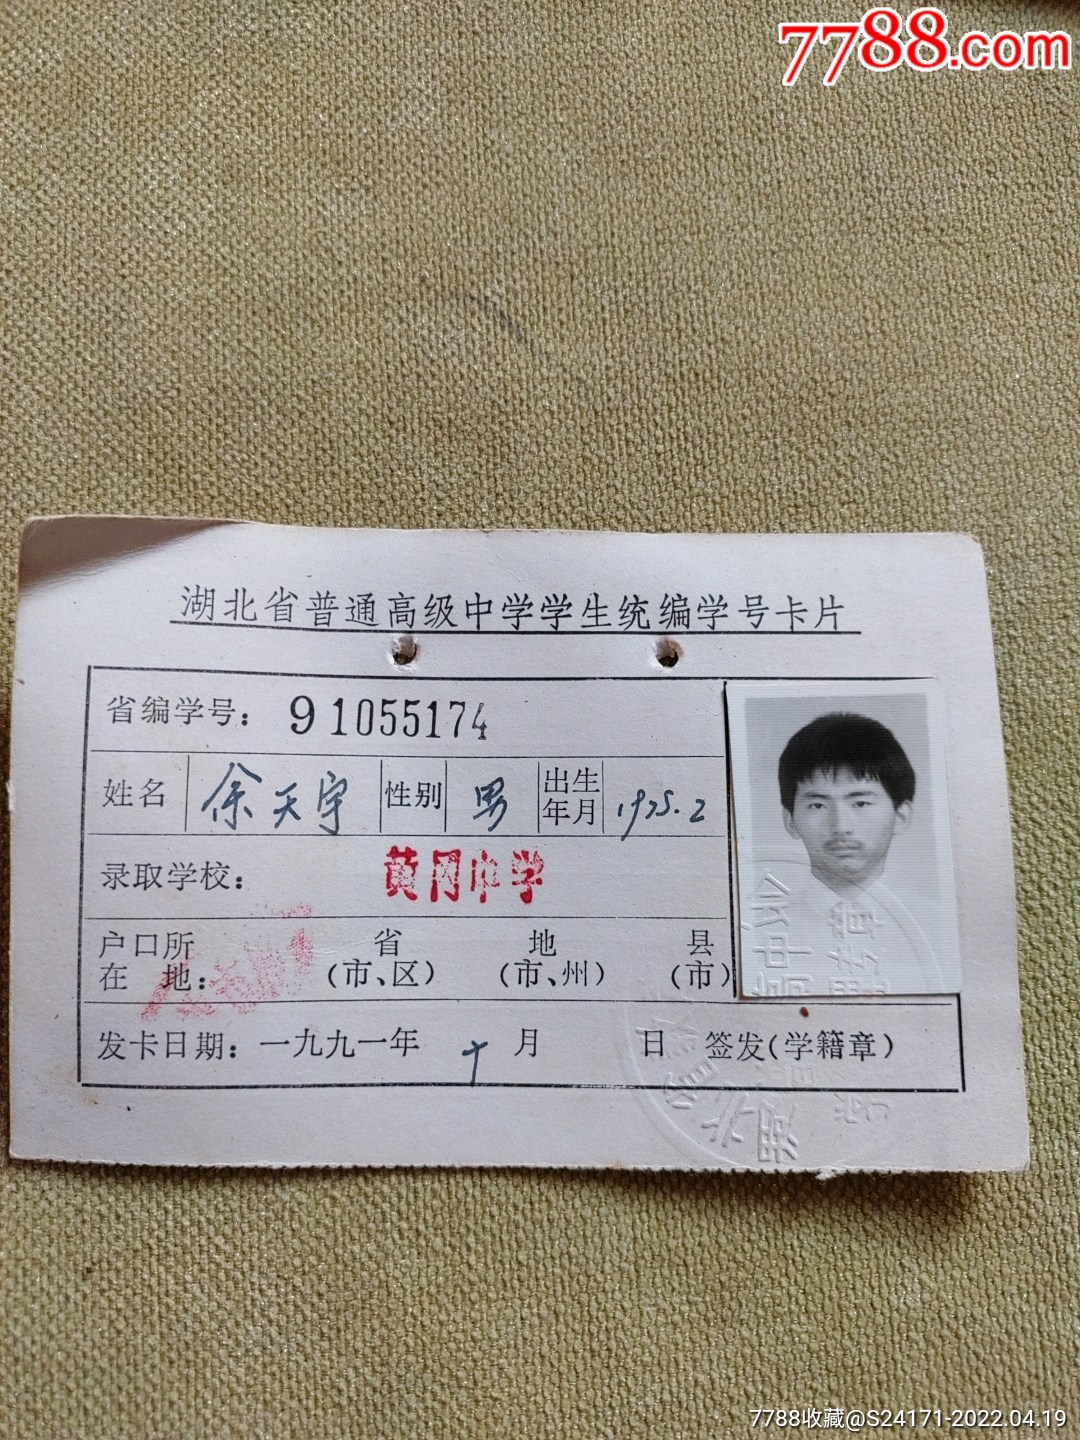 7788.com
湖北省普通高级中学学生统编学号卡片
省编学号：91055174
姓名 余天宇 性别 男 出生年月 1975.2
录取学校：黄冈中学
户口所在地： 省(市、区) 地(市、州) 县(市)
发卡日期：一九九一年 十 月 日 签发(学籍章)
7788收藏@S24171-2022.04.19